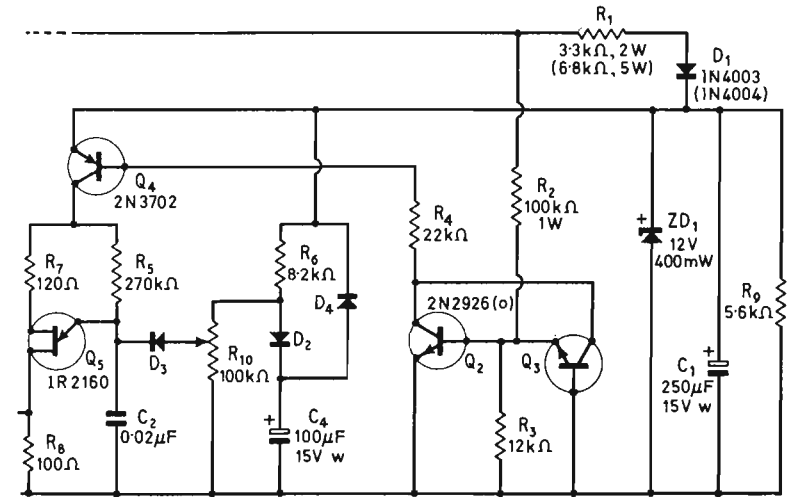 R1
3·3kΩ, 2W
(6·8kΩ, 5W)
D1
1N4003
(1N4004)
Q4
2N3702
R4
22kΩ
R2
100kΩ
1W
+
ZD1
12V
400mW
R7
120Ω
R5
270kΩ
R6
8·2kΩ
D4
2N2926(o)
R9
5·6kΩ
Q5
1R2160
D3
R10
100kΩ
D2
Q2
Q3
+
C1
250µF
15V w
C2
0·02µF
+
C4
100µF
15V w
R3
12kΩ
R8
100Ω